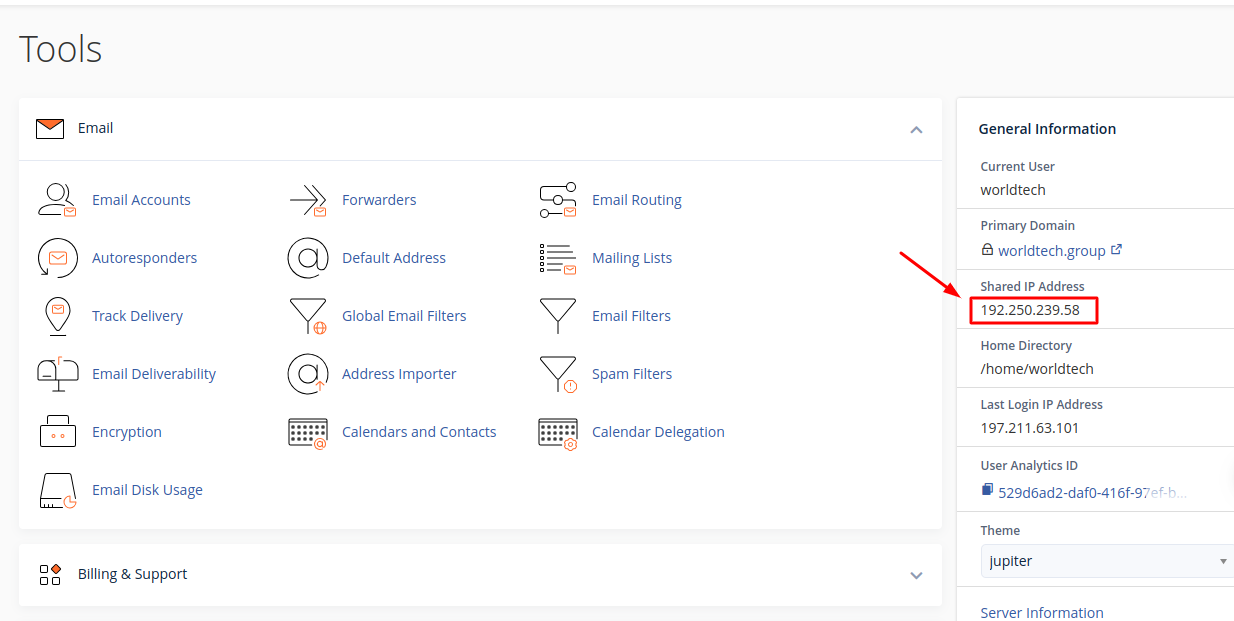 Tools
Email
Email Accounts
Forwarders
Email Routing
Autoresponders
Default Address
Mailing Lists
Track Delivery
Global Email Filters
Email Filters
Email Deliverability
Address Importer
Spam Filters
Encryption
Calendars and Contacts
Calendar Delegation
Email Disk Usage
Billing & Support
General Information
Current User
worldtech
Primary Domain
worldtech.group
Shared IP Address
192.250.239.58
Home Directory
/home/worldtech
Last Login IP Address
197.211.63.101
User Analytics ID
529d6ad2-daf0-416f-97ef-b...
Theme
jupiter
Server Information